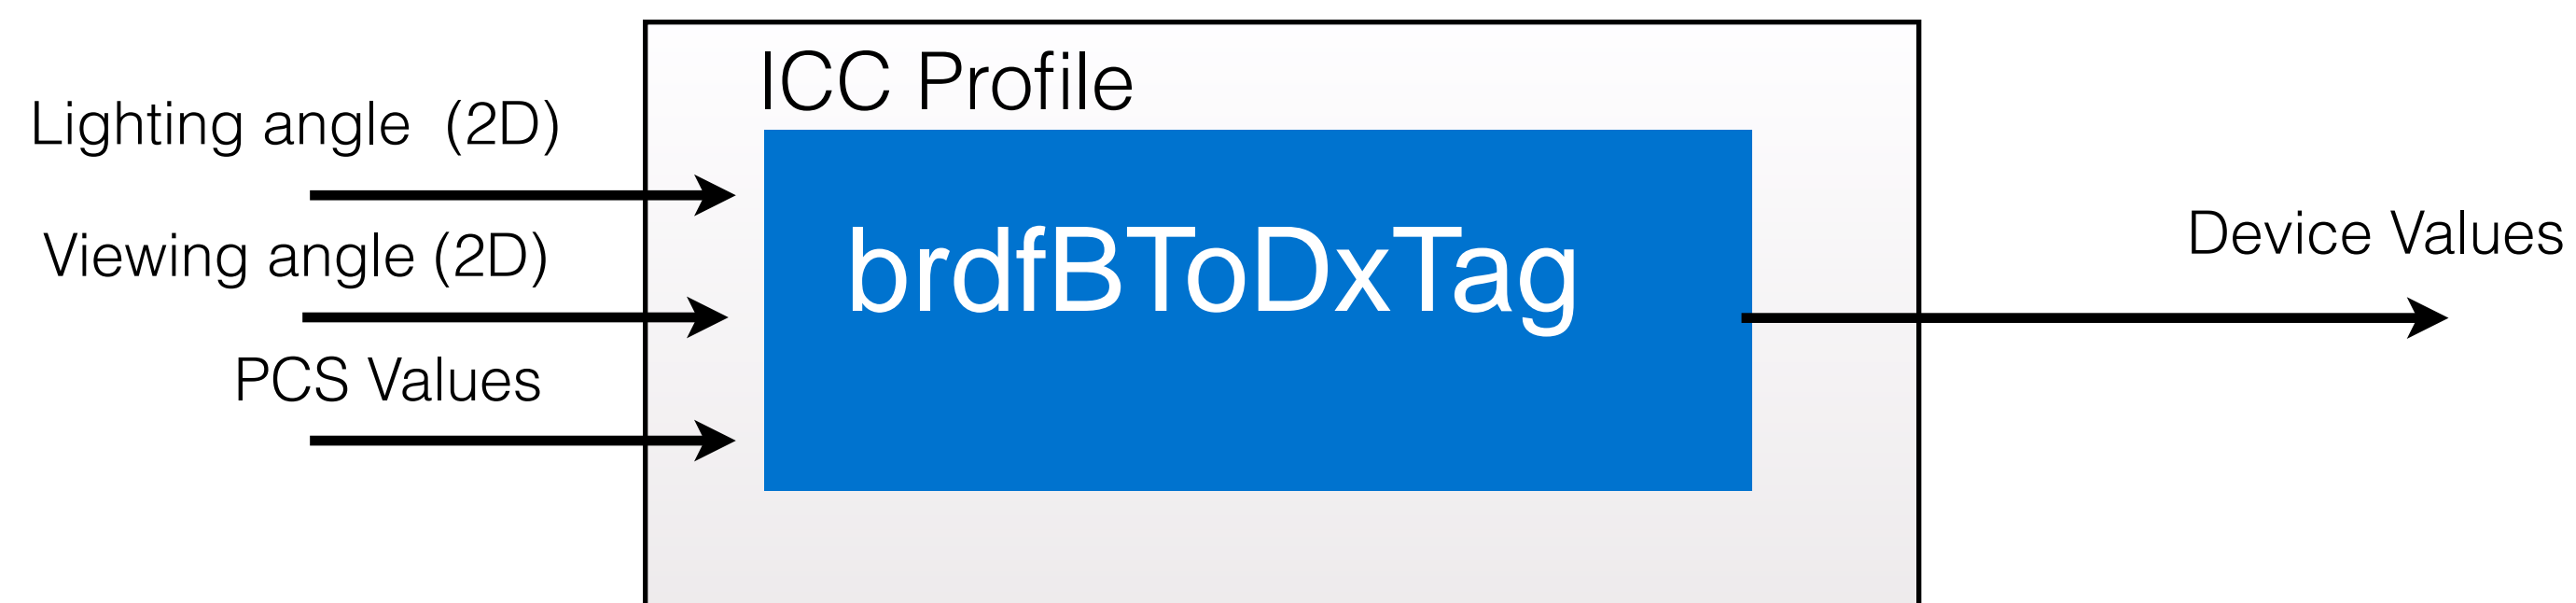 ICC Profile
Lighting angle (2D)
Viewing angle (2D)
PCS Values
brdfBToDxTag
Device Values